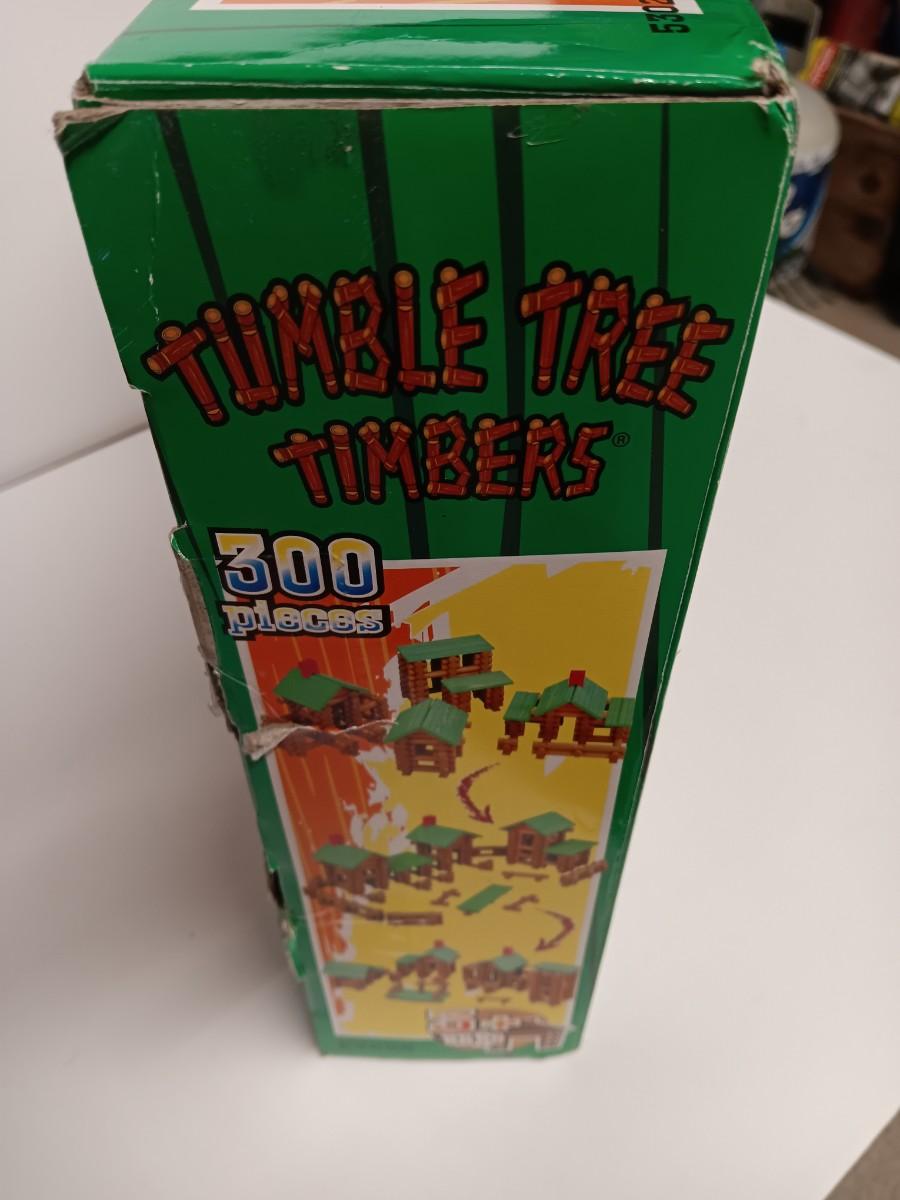 TUMBLE TREE
TIMBERS®
300
pieces